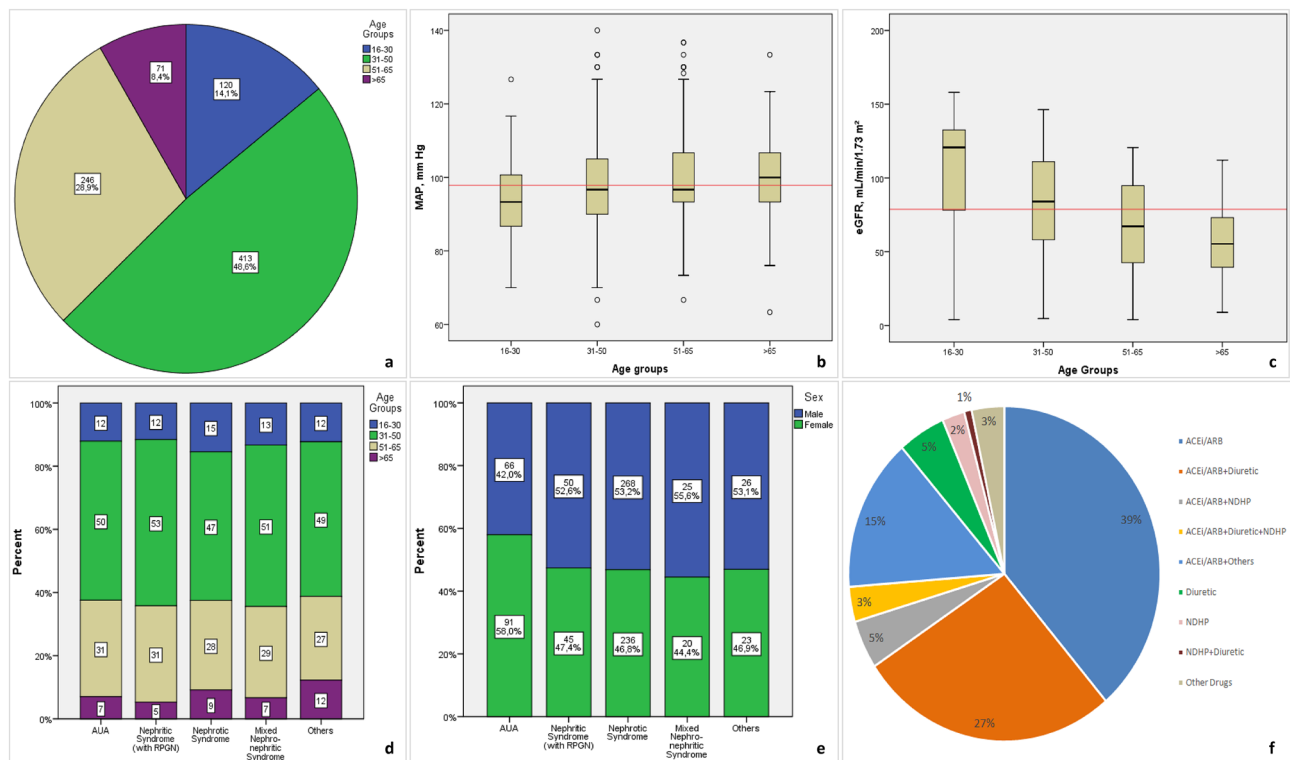 Age
Groups
16-30
31-50
51-65
>65
71
8,4%
120
14,1%
246
28,9%
413
48,6%
a
140
120
100
80
60
MAP, mm Hg
16-30
31-50
51-65
>65
Age groups
b
200
150
100
50
0
eGFR, mL/min/1.73 m²
16-30
31-50
51-65
>65
Age Groups
c
Age
Groups
16-30
31-50
51-65
>65
100%
80%
60%
40%
20%
0%
Percent
12
12
15
13
12
50
53
47
51
49
31
31
28
29
27
7
5
9
7
12
AUA
Nephritic
Syndrome
(with RPGN)
Nephrotic
Syndrome
Mixed
Nephro-
nephritic
Syndrome
Others
d
Sex
Male
Female
100%
80%
60%
40%
20%
0%
Percent
66
42,0%
50
52,6%
268
53,2%
25
55,6%
26
53,1%
91
58,0%
45
47,4%
236
46,8%
20
44,4%
23
46,9%
AUA
Nephritic
Syndrome
(with RPGN)
Nephrotic
Syndrome
Mixed
Nephro-
nephritic
Syndrome
Others
e
1%
3%
2%
5%
15%
3%
5%
27%
39%
ACEi/ARB
ACEi/ARB+Diuretic
ACEi/ARB+NDHP
ACEi/ARB+Diuretic+NDHP
ACEi/ARB+Others
Diuretic
NDHP
NDHP+Diuretic
Other Drugs
f